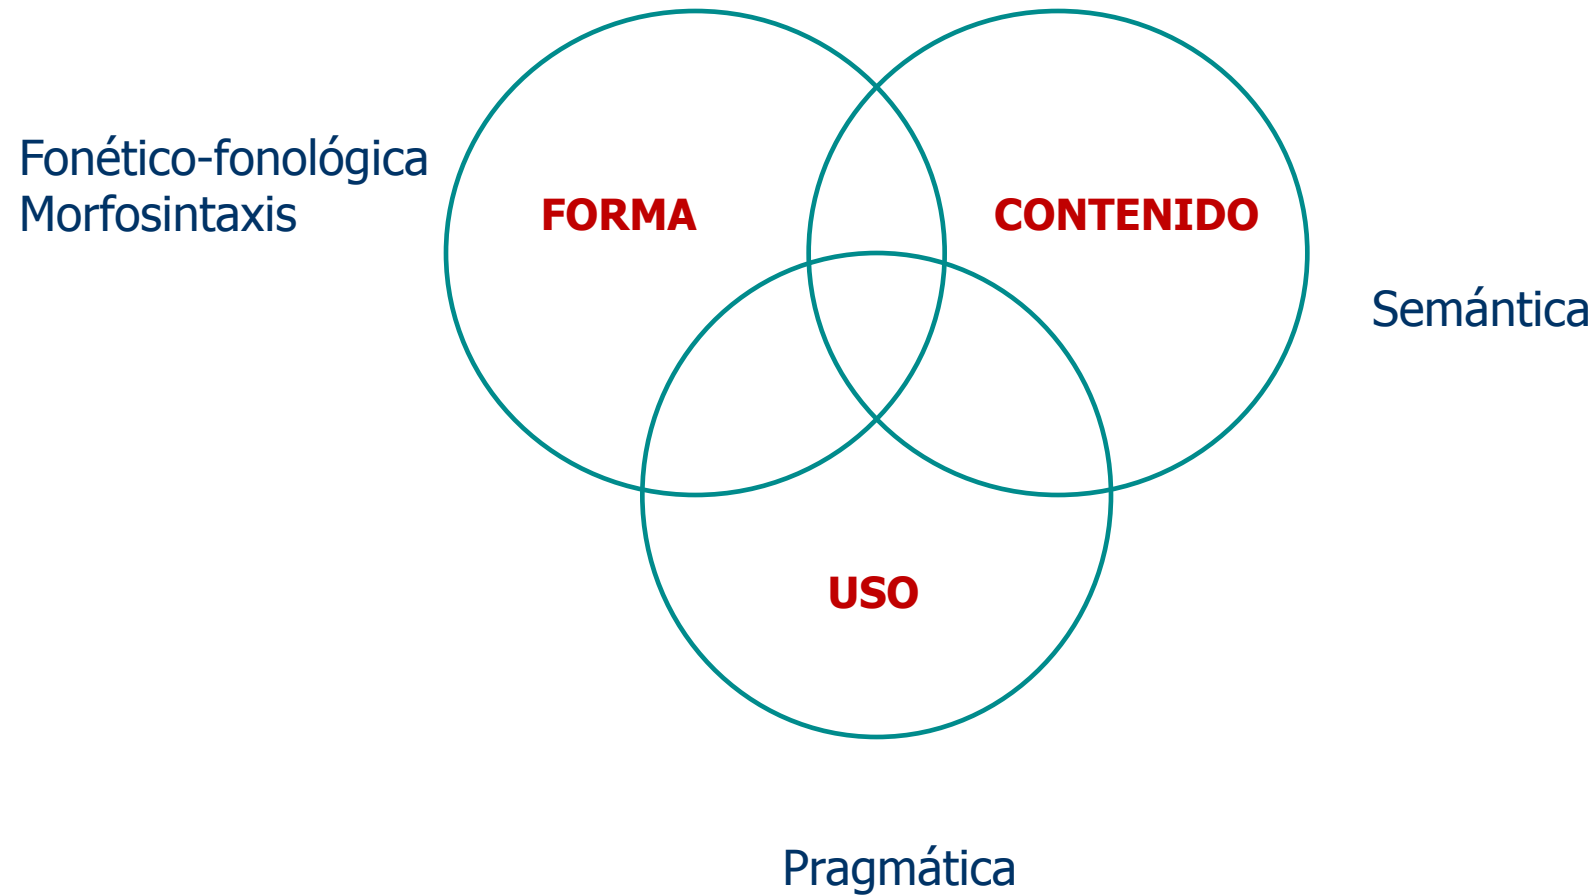 Fonético-fonológica
Morfosintaxis
FORMA
CONTENIDO
Semántica
USO
Pragmática